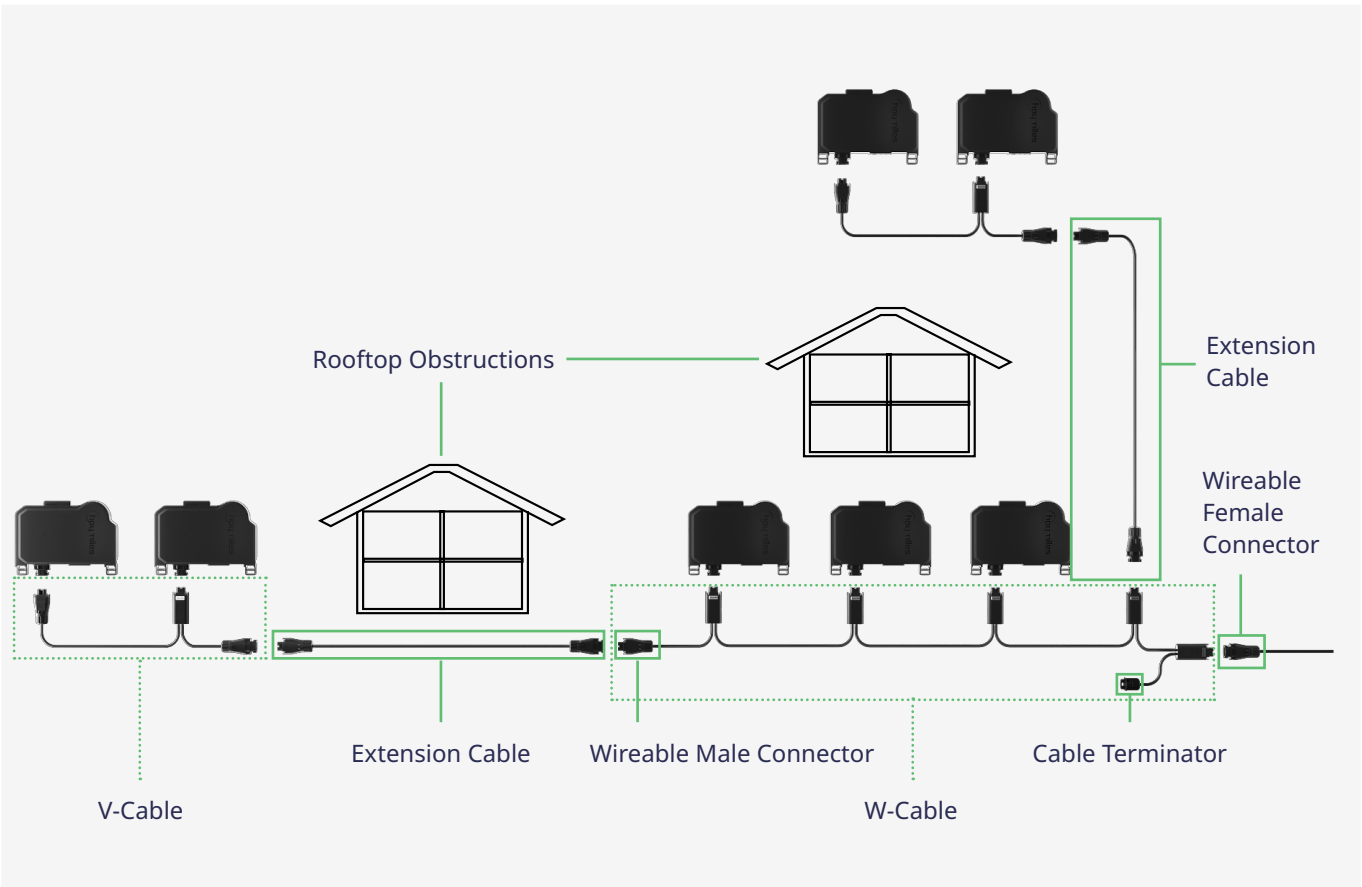 Rooftop Obstructions
Extension
Cable
Wireable
Female
Connector
Extension Cable
Wireable Male Connector
Cable Terminator
V-Cable
W-Cable